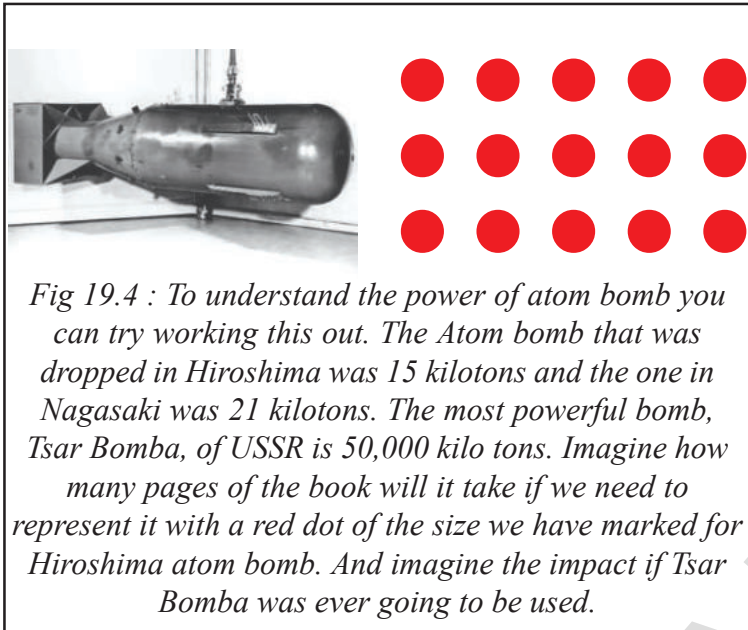 Fig 19.4 : To understand the power of atom bomb you
can try working this out. The Atom bomb that was
dropped in Hiroshima was 15 kilotons and the one in
Nagasaki was 21 kilotons. The most powerful bomb,
Tsar Bomba, of USSR is 50,000 kilo tons. Imagine how
many pages of the book will it take if we need to
represent it with a red dot of the size we have marked for
Hiroshima atom bomb. And imagine the impact if Tsar
Bomba was ever going to be used.